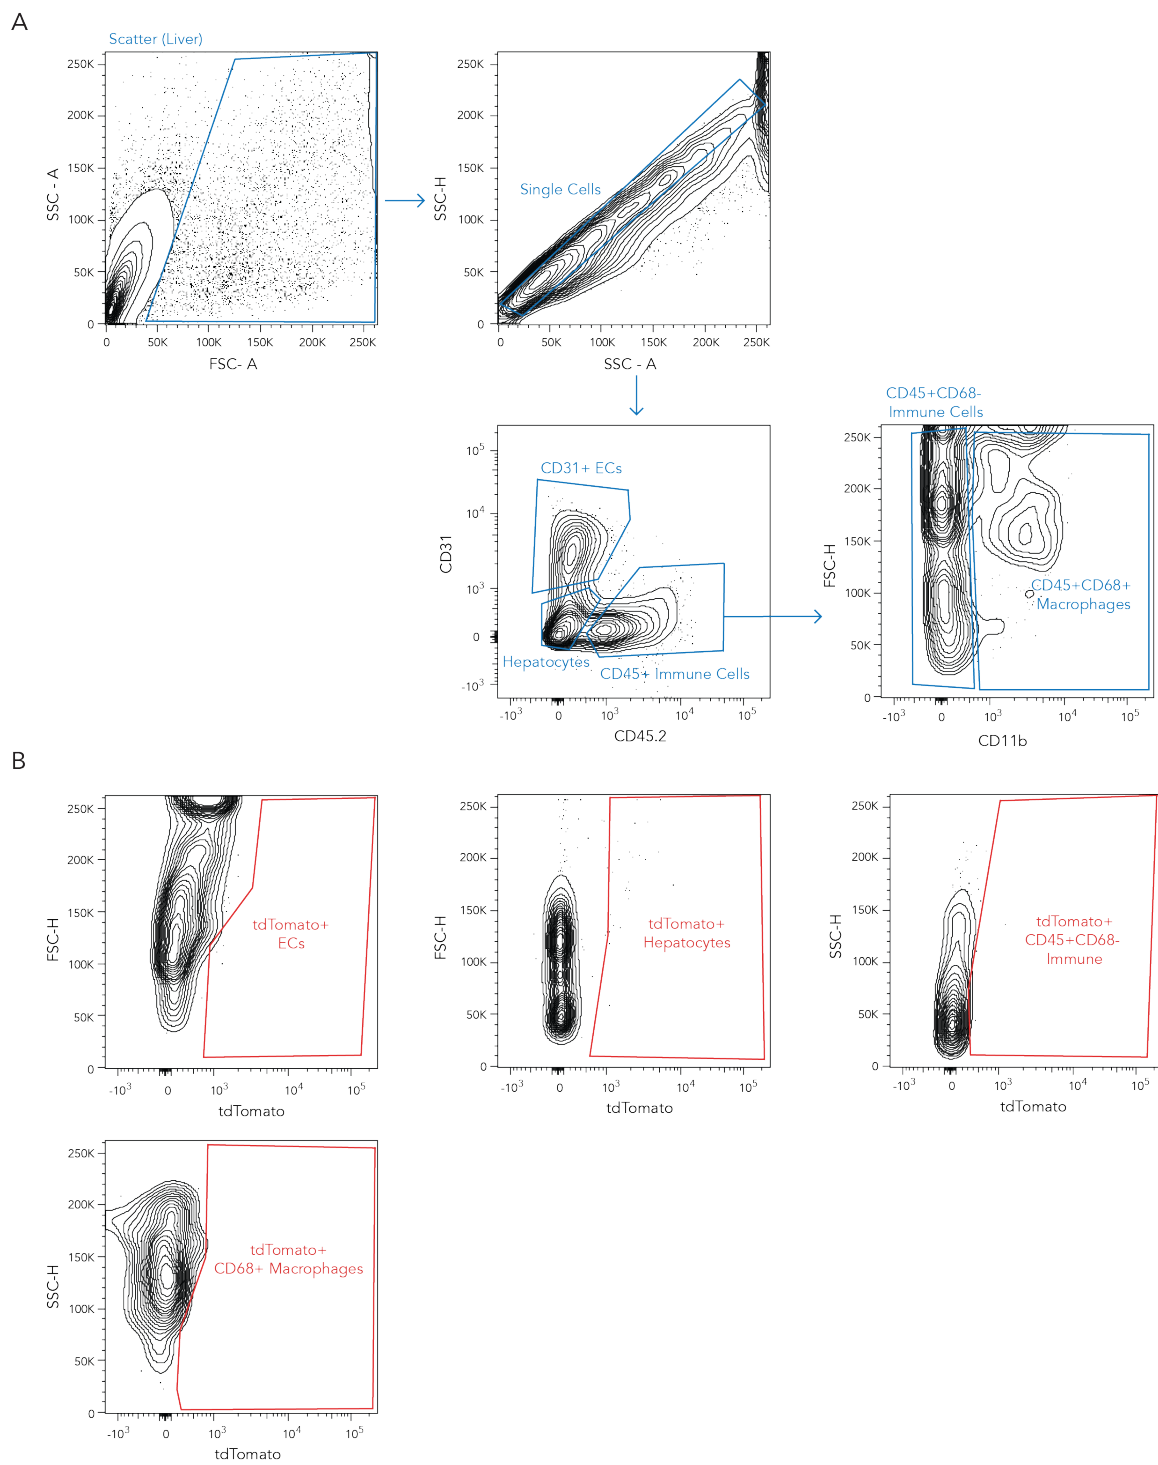 A
Scatter (Liver)
250K
200K
150K
100K
50K
0
SSC - A
0 50K 100K 150K 200K 250K
FSC- A
250K
200K
150K
100K
50K
0
SSC-H
Single Cells
0 50K 100K 150K 200K 250K
SSC - A
10^5
10^4
10^3
0
-10^3
CD31
CD31+ ECs
Hepatocytes
CD45+ Immune Cells
-10^3 0 10^3 10^4 10^5
CD45.2
CD45+CD68-
Immune Cells
250K
200K
150K
100K
50K
0
FSC-H
CD45+CD68+
Macrophages
-10^3 0 10^3 10^4 10^5
CD11b
B
250K
200K
150K
100K
50K
0
FSC-H
tdTomato+
ECs
-10^3 0 10^3 10^4 10^5
tdTomato
250K
200K
150K
100K
50K
0
FSC-H
tdTomato+
Hepatocytes
-10^3 0 10^3 10^4 10^5
tdTomato
250K
200K
150K
100K
50K
0
SSC-H
tdTomato+
CD45+CD68-
Immune
-10^3 0 10^3 10^4 10^5
tdTomato
250K
200K
150K
100K
50K
0
SSC-H
tdTomato+
CD68+ Macrophages
-10^3 0 10^3 10^4 10^5
tdTomato